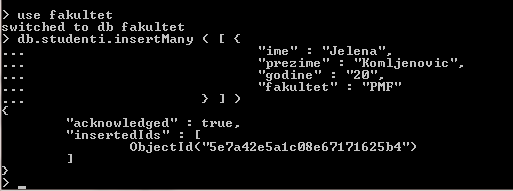 > use fakultet
switched to db fakultet
> db.studenti.insertMany ( [ {
... "ime" : "Jelena",
... "prezime" : "Komljenovic",
... "godine" : "20",
... "fakultet" : "PMF"
... } ] )
{
"acknowledged" : true,
"insertedIds" : [
ObjectId("5e7a42e5a1c08e67171625b4")
]
}
> _